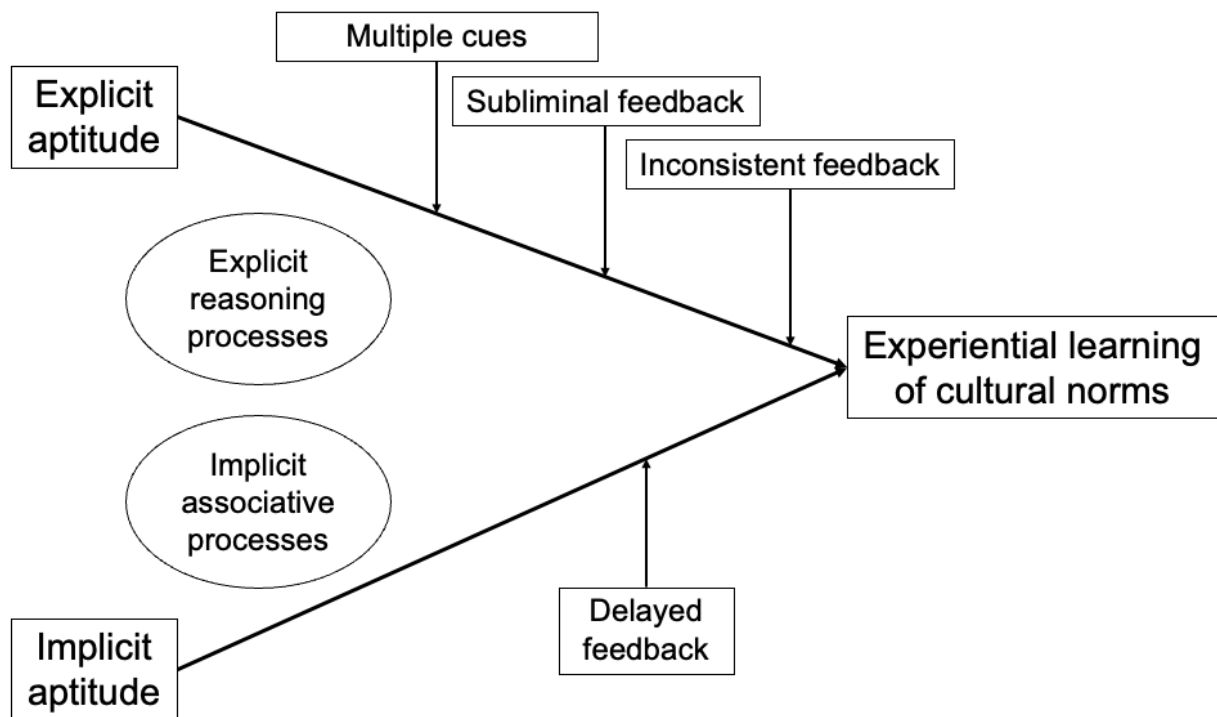 Multiple cues
Explicit
aptitude
Subliminal feedback
Inconsistent feedback
Explicit
reasoning
processes
Experiential learning
of cultural norms
Implicit
associative
processes
Delayed
feedback
Implicit
aptitude